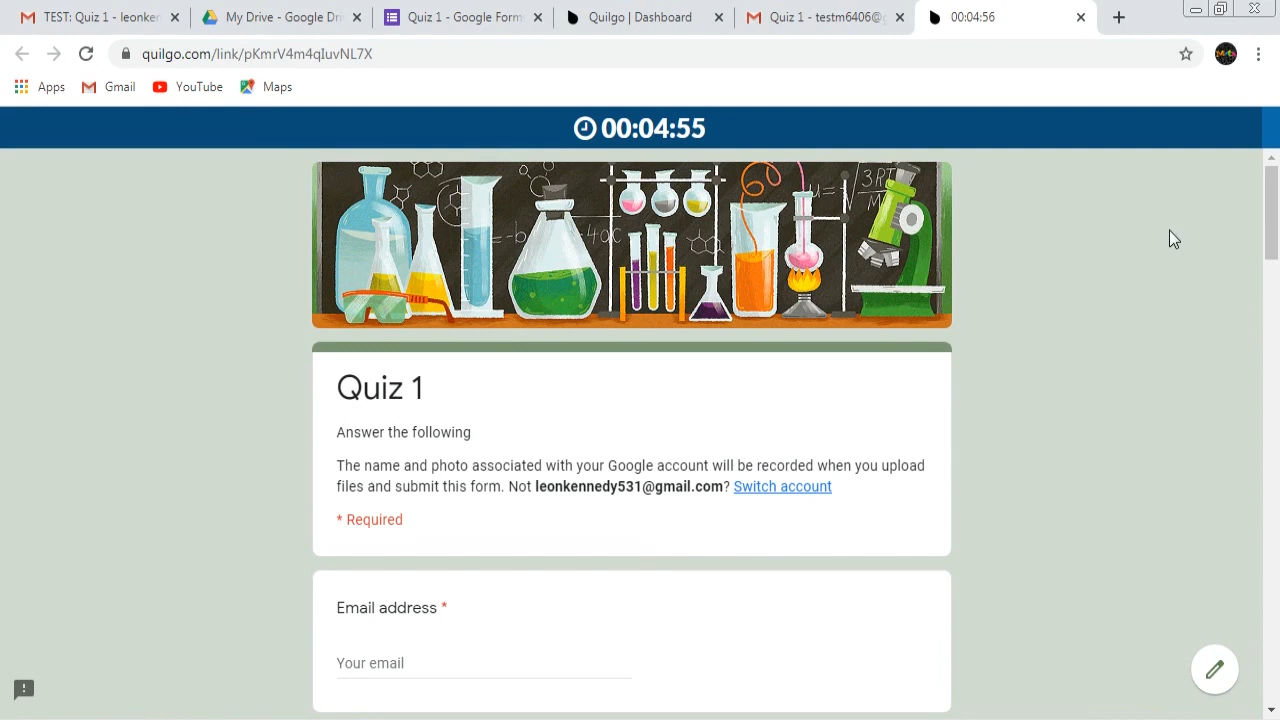 TEST: Quiz 1 - leonken
My Drive - Google Dr
Quiz 1 - Google Form
Quilgo | Dashboard
Quiz 1 - testm6406@g
00:04:56
quilgo.com/link/pKmrV4m4qIuvNL7X
Apps
Gmail
YouTube
Maps
00:04:55
3RT
M
μ=
=-b
-40C
Quiz 1
Answer the following
The name and photo associated with your Google account will be recorded when you upload
files and submit this form. Not leonkennedy531@gmail.com? Switch account
* Required
Email address *
Your email